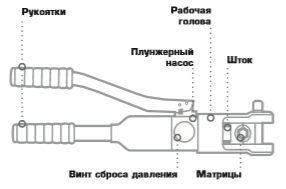 Рукоятки
Рабочая
голова
Плунжерный
насос
Шток
Винт сброса давления
Матрицы